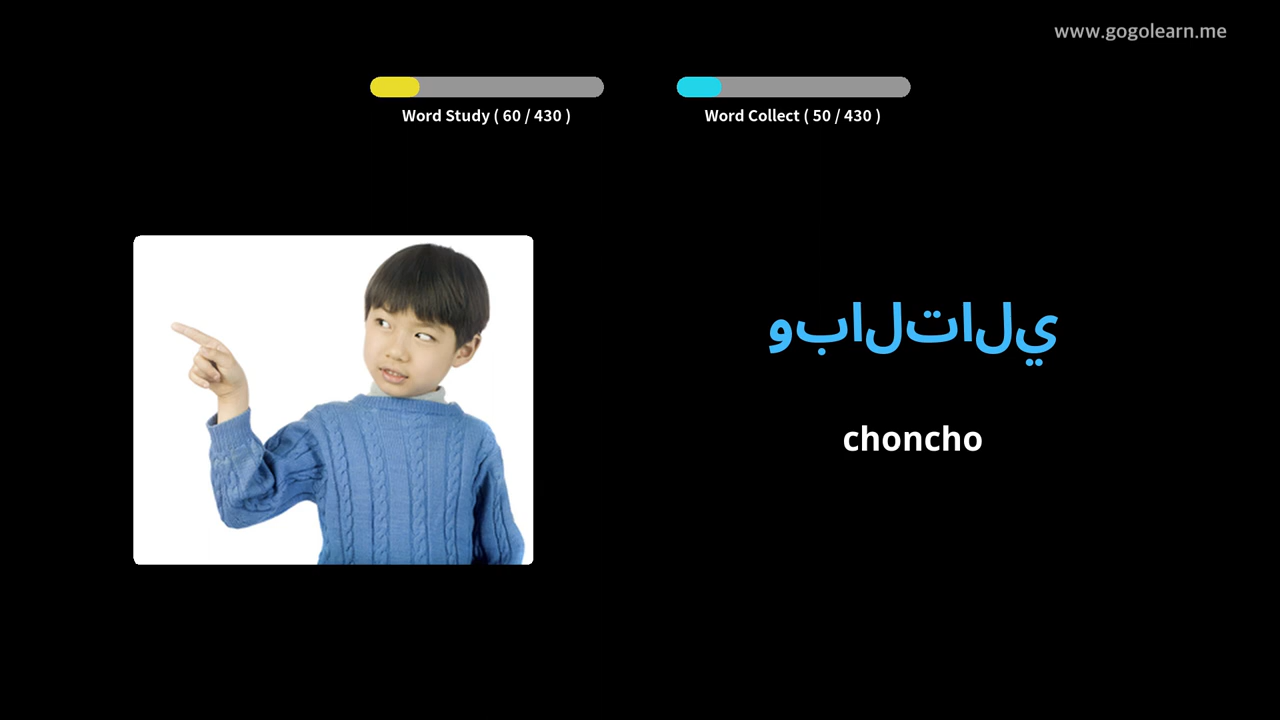 www.gogolearn.me
Word Study ( 60 / 430 )
Word Collect ( 50 / 430 )
وبالتالي
choncho